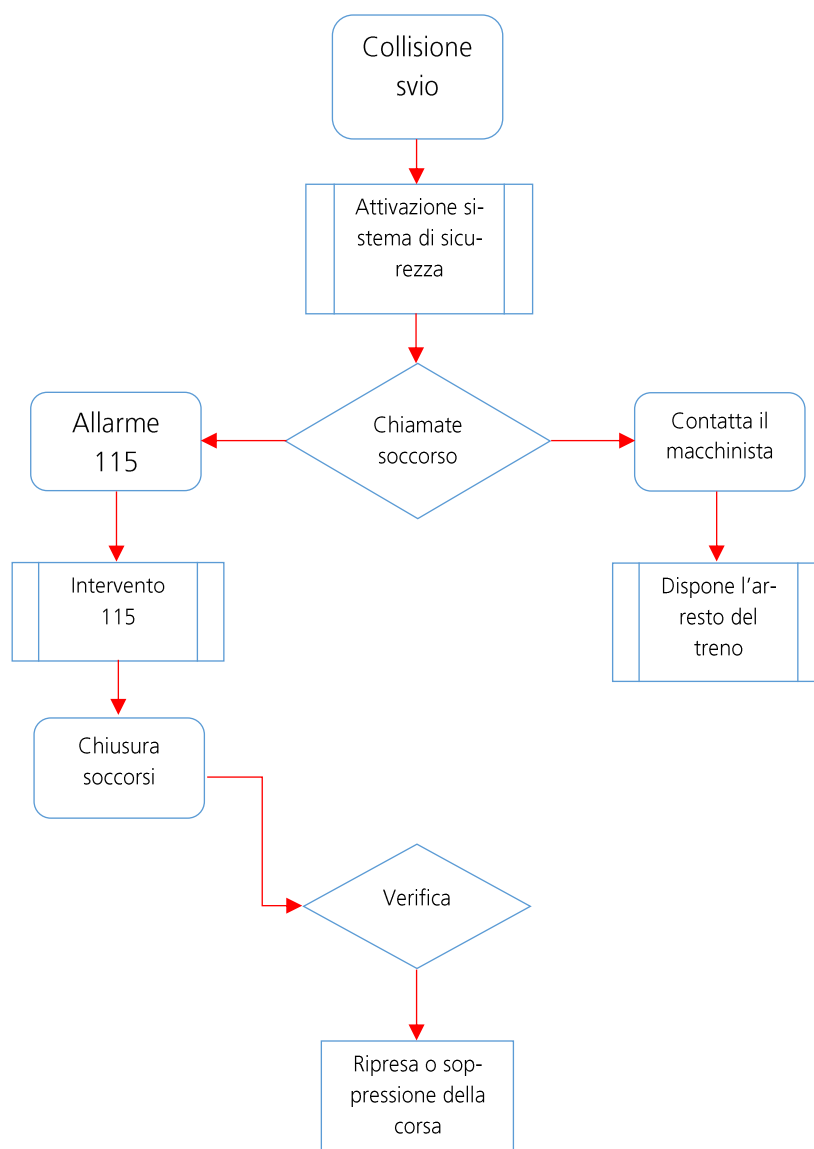 Collisione
svio
Attivazione si-
stema di sicu-
rezza
Allarme
115
Chiamate
soccorso
Contatta il
macchinista
Intervento
115
Dispone l'ar-
resto del
treno
Chiusura
soccorsi
Verifica
Ripresa o sop-
pressione della
corsa